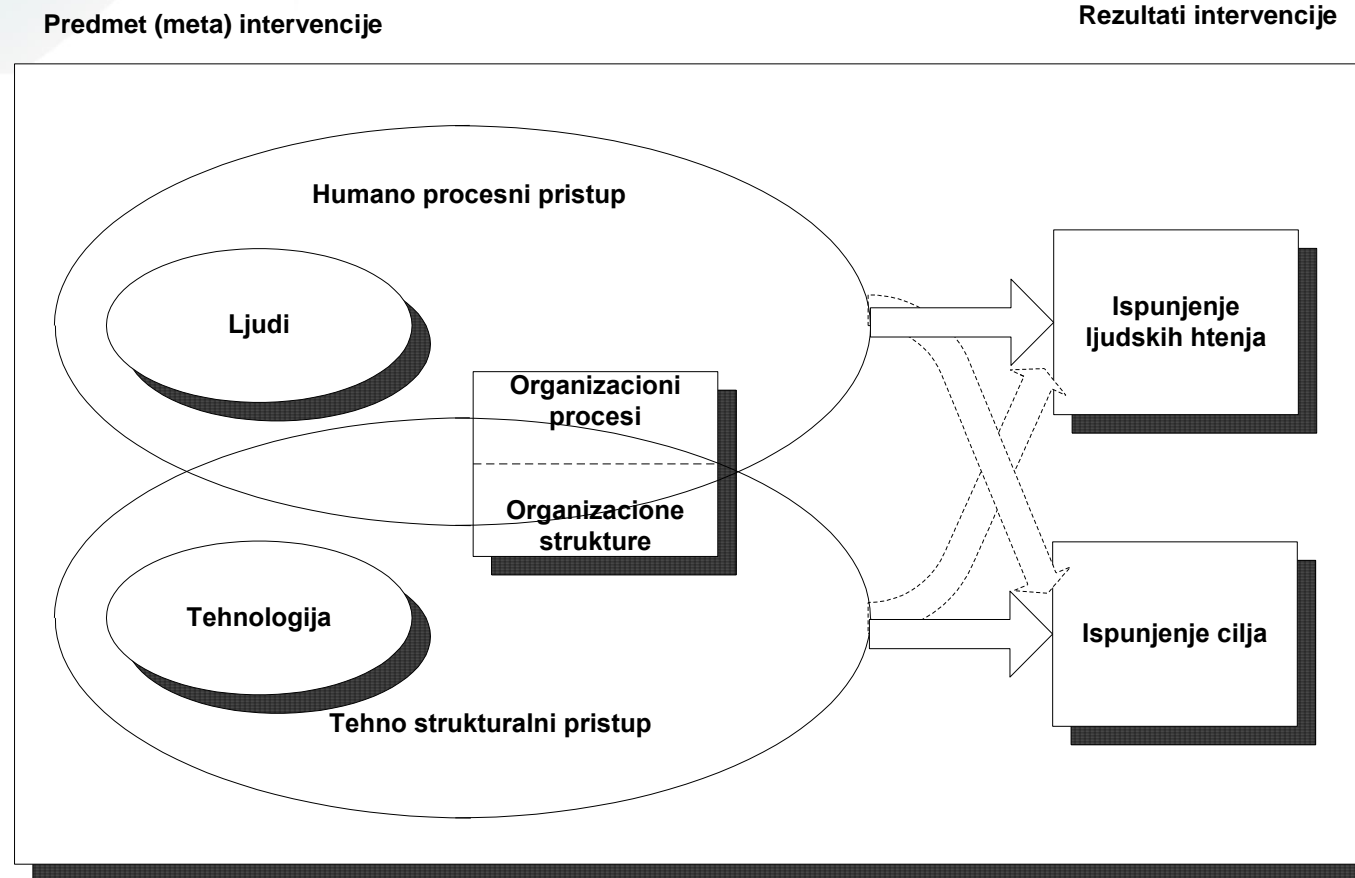 Predmet (meta) intervencije
Rezultati intervencije
Humano procesni pristup
Ljudi
Organizacioni
procesi
Organizacione
strukture
Tehnologija
Tehno strukturalni pristup
Ispunjenje
ljudskih htenja
Ispunjenje cilja